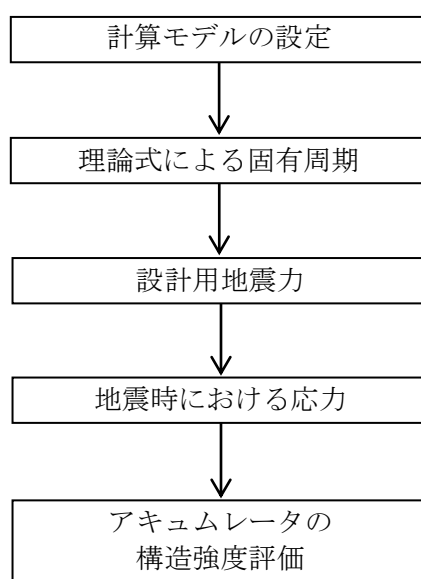 計算モデルの設定
理論式による固有周期
設計用地震力
地震時における応力
アキュムレータの
構造強度評価